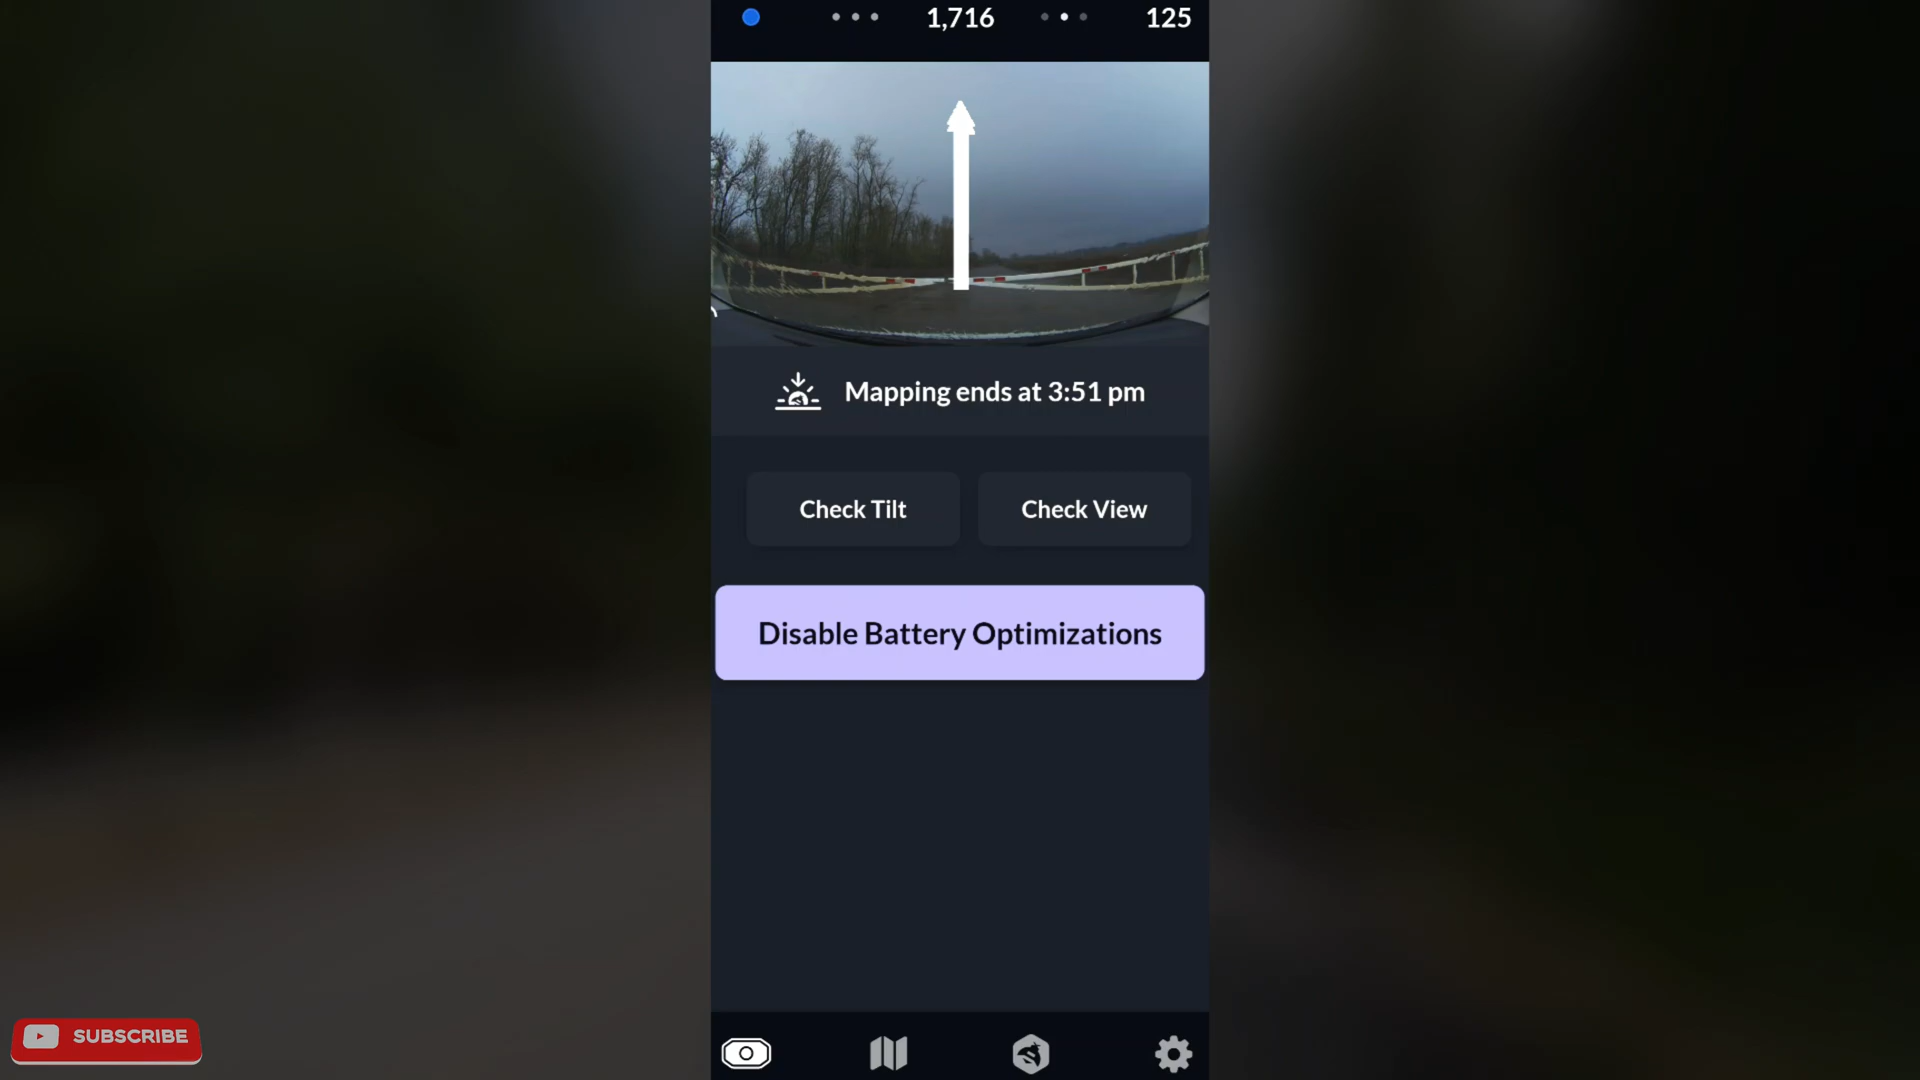 1,716
125
Mapping ends at 3:51 pm
Check Tilt
Check View
Disable Battery Optimizations
SUBSCRIBE